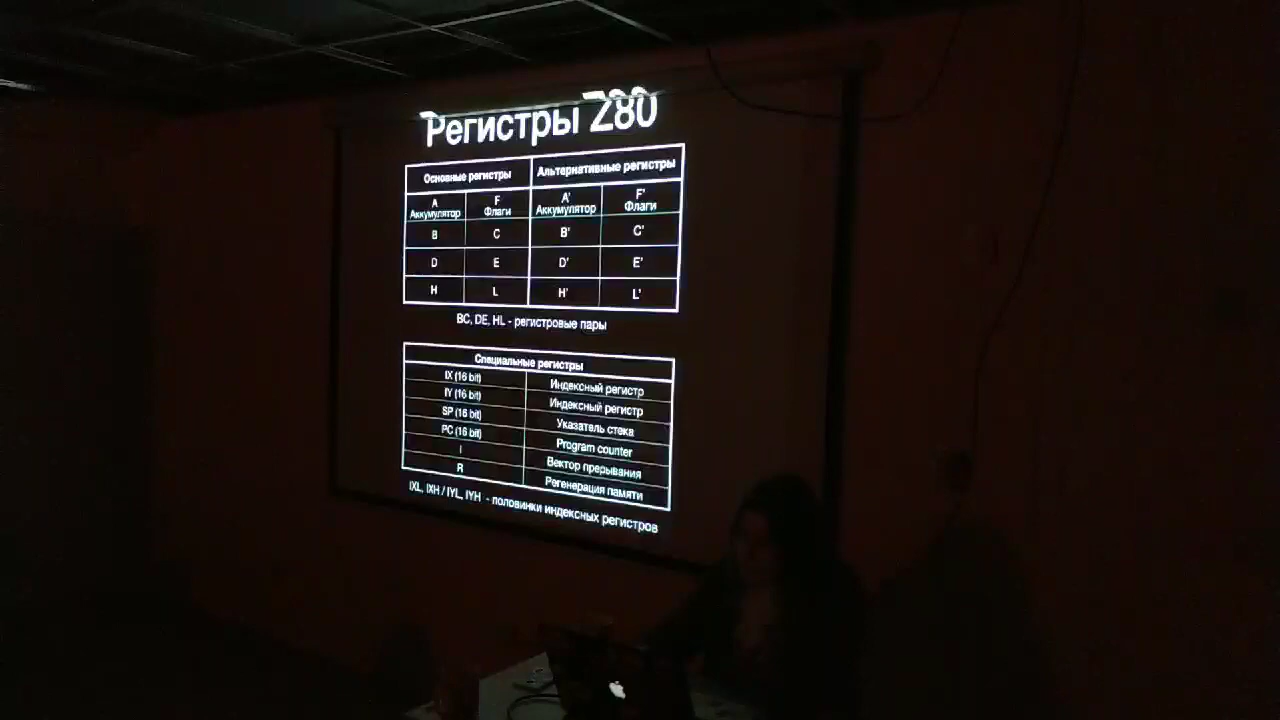 Регистры Z80
Основные регистры Альтернативные регистры
A F A' F'
Аккумулятор Флаги Аккумулятор Флаги
B C B' C'
D E D' E'
H L H' L'
BC, DE, HL - регистровые пары
Специальные регистры
IX (16 bit) Индексный регистр
IY (16 bit) Индексный регистр
SP (16 bit) Указатель стека
PC (16 bit) Program counter
I Вектор прерывания
R Регенерация памяти
IXL, IXH / IYL, IYH - половинки индексных регистров